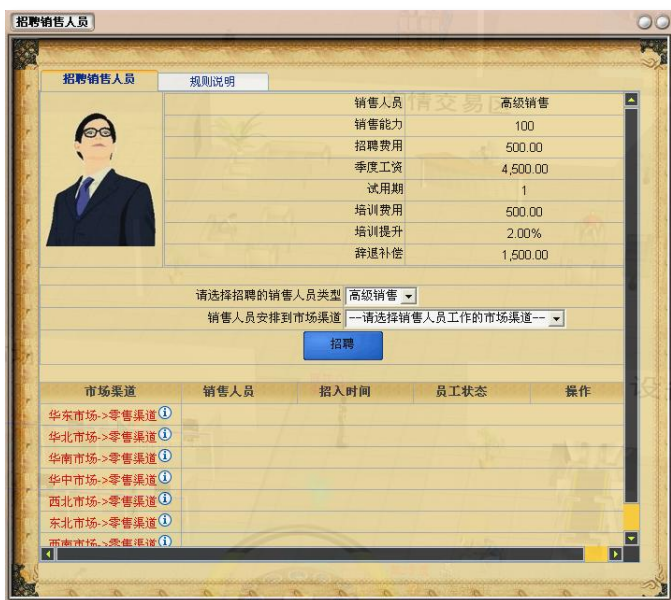 招聘销售人员
招聘销售人员 规则说明
销售人员 高级销售
销售能力 100
招聘费用 500.00
季度工资 4,500.00
试用期 1
培训费用 500.00
培训提升 2.00%
辞退补偿 1,500.00
请选择招聘的销售人员类型 高级销售
销售人员安排到市场渠道 --请选择销售人员工作的市场渠道--
招聘
市场渠道 销售人员 招入时间 员工状态 操作
华东市场->零售渠道
华北市场->零售渠道
华南市场->零售渠道
华中市场->零售渠道
西北市场->零售渠道
东北市场->零售渠道
西南市场->零售渠道